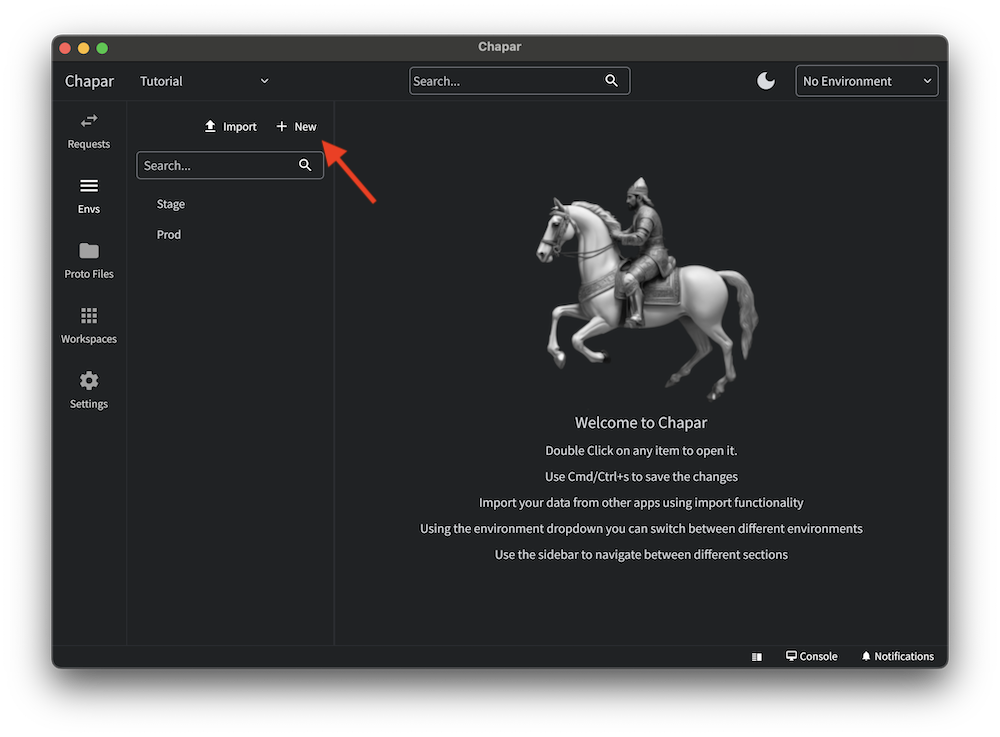 Chapar
Chapar Tutorial Search... No Environment
Import New
Requests
Search...
Envs
Stage
Prod
Proto Files
Workspaces
Settings
Welcome to Chapar
Double Click on any item to open it.
Use Cmd/Ctrl+s to save the changes
Import your data from other apps using import functionality
Using the environment dropdown you can switch between different environments
Use the sidebar to navigate between different sections
Console Notifications